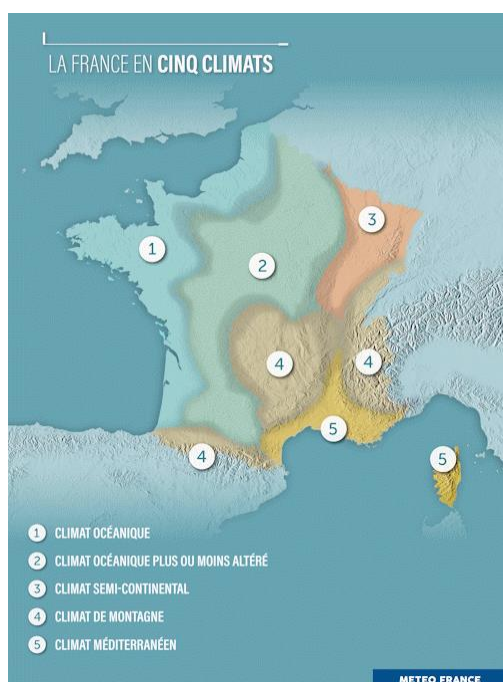 LA FRANCE EN CINQ CLIMATS
1
2
3
4
4
5
4
5
1 CLIMAT OCÉANIQUE
2 CLIMAT OCÉANIQUE PLUS OU MOINS ALTÉRÉ
3 CLIMAT SEMI-CONTINENTAL
4 CLIMAT DE MONTAGNE
5 CLIMAT MÉDITERRANÉEN
METEO FRANCE